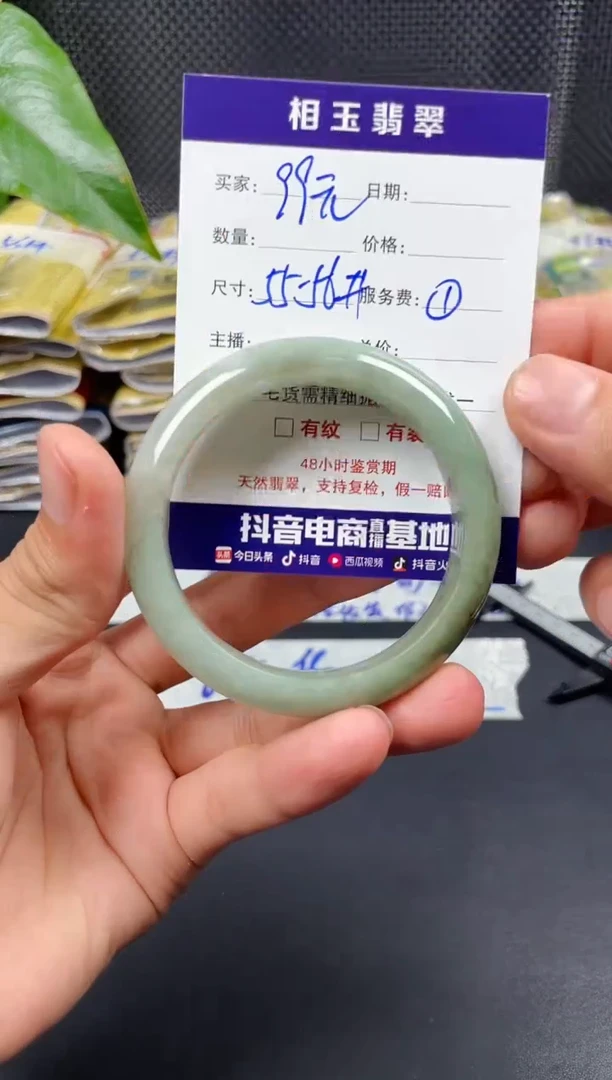 相玉翡翠
买家: 99元 日期:
数量: 价格:
尺寸: 55-56# 服务费: ①
主播: 总价:
□ 有纹 □ 有裂
48小时鉴赏期
天然翡翠，支持复检，假一赔
抖音电商直播基地
今日头条 抖音 西瓜视频 抖音火